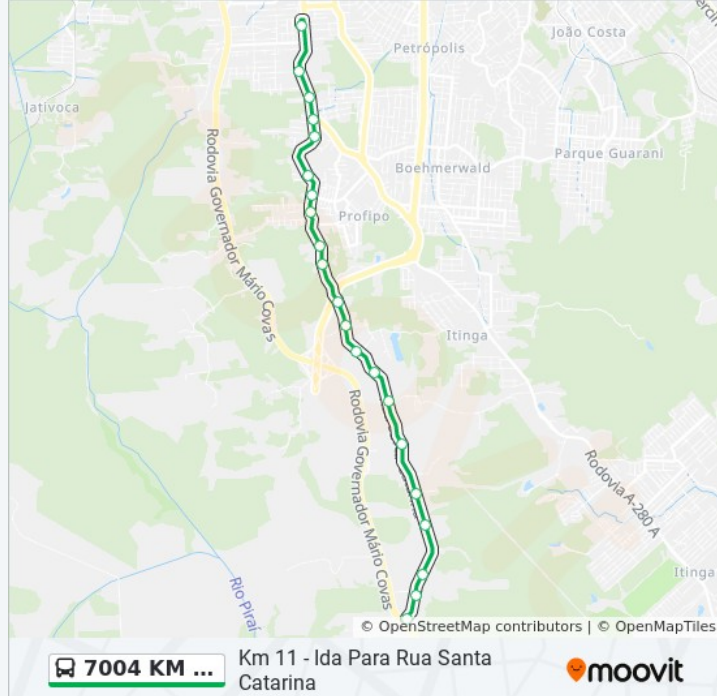 João Costa
Petrópolis
Jativoca
Parque Guarani
Boehmerwald
Rodovia Governador Mário Covas
Profipo
Itinga
Rodovia Governador Mário Covas
Rodovia A-280 A
Itinga
Rio Piraí
© OpenStreetMap contributors | © OpenMapTiles
7004 KM ...
Km 11 - Ida Para Rua Santa
Catarina
moovit